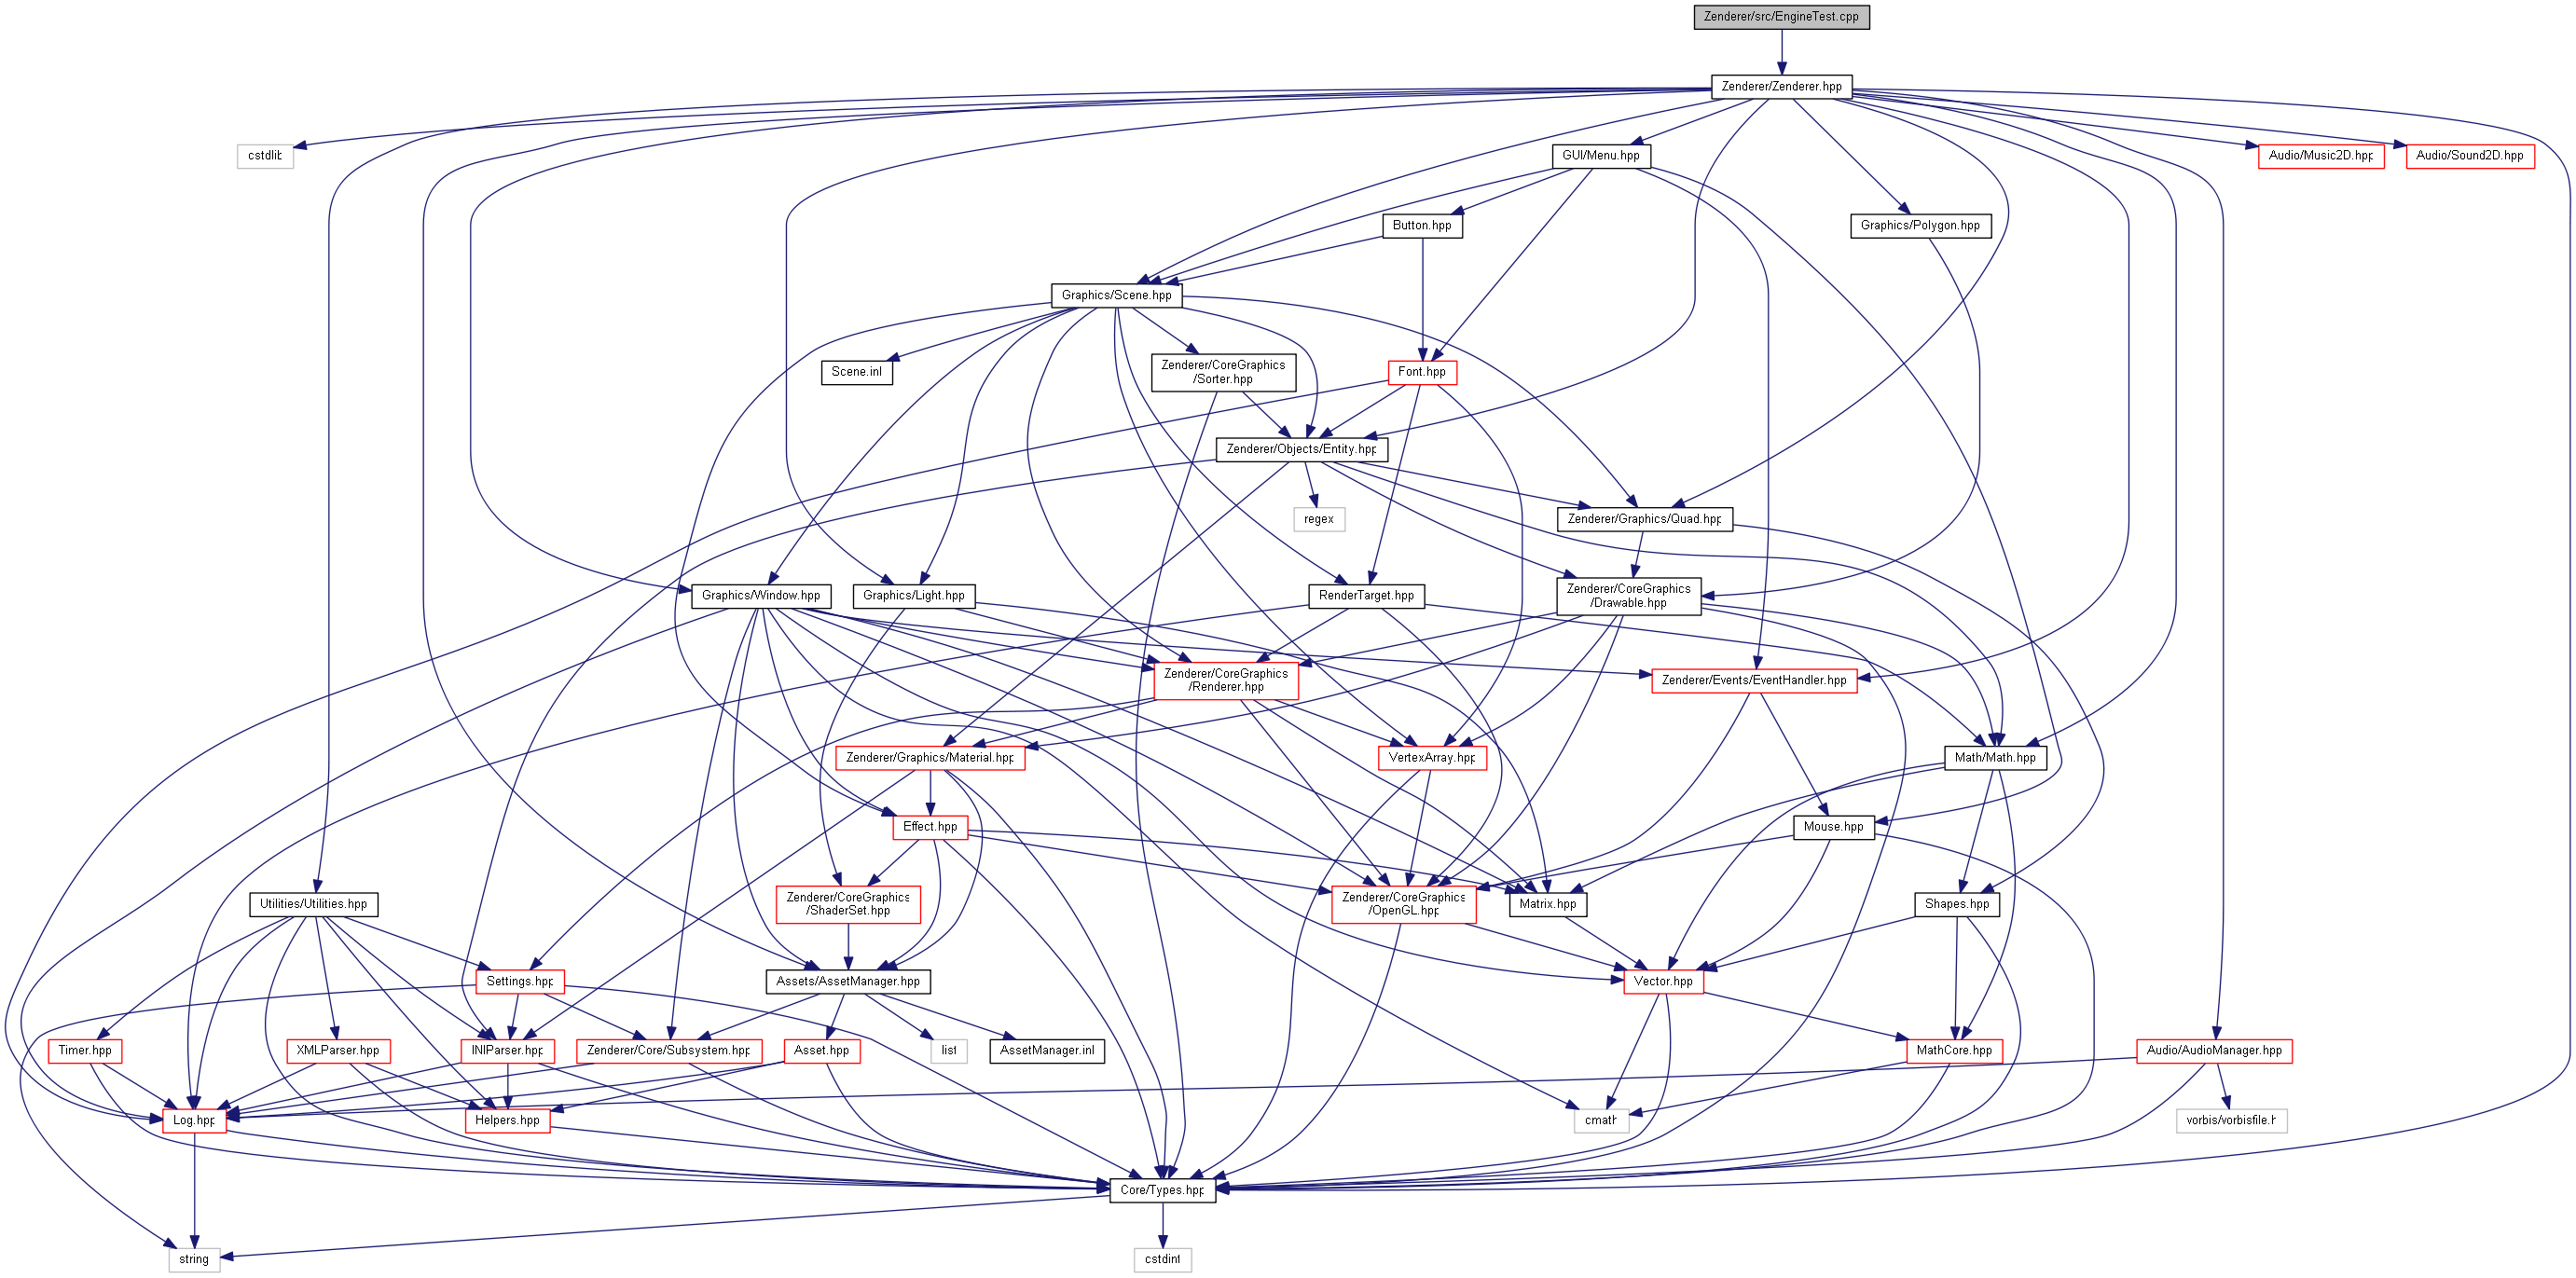 Zenderer/src/EngineTest.cpp
Zenderer/Zenderer.hpp
cstdlib
GUI/Menu.hpp
Audio/Music2D.hpp
Audio/Sound2D.hpp
Button.hpp
Graphics/Polygon.hpp
Graphics/Scene.hpp
Scene.inl
Zenderer/CoreGraphics
/Sorter.hpp
Font.hpp
Zenderer/Objects/Entity.hpp
regex
Zenderer/Graphics/Quad.hpp
Graphics/Window.hpp
Graphics/Light.hpp
RenderTarget.hpp
Zenderer/CoreGraphics
/Drawable.hpp
Zenderer/CoreGraphics
/Renderer.hpp
Zenderer/Events/EventHandler.hpp
Zenderer/Graphics/Material.hpp
VertexArray.hpp
Math/Math.hpp
Effect.hpp
Mouse.hpp
Utilities/Utilities.hpp
Zenderer/CoreGraphics
/ShaderSet.hpp
Zenderer/CoreGraphics
/OpenGL.hpp
Matrix.hpp
Shapes.hpp
Settings.hpp
Assets/AssetManager.hpp
Vector.hpp
Timer.hpp
XMLParser.hpp
INIParser.hpp
Zenderer/Core/Subsystem.hpp
Asset.hpp
list
AssetManager.inl
MathCore.hpp
Audio/AudioManager.hpp
Log.hpp
Helpers.hpp
cmath
vorbis/vorbisfile.h
Core/Types.hpp
string
cstdint